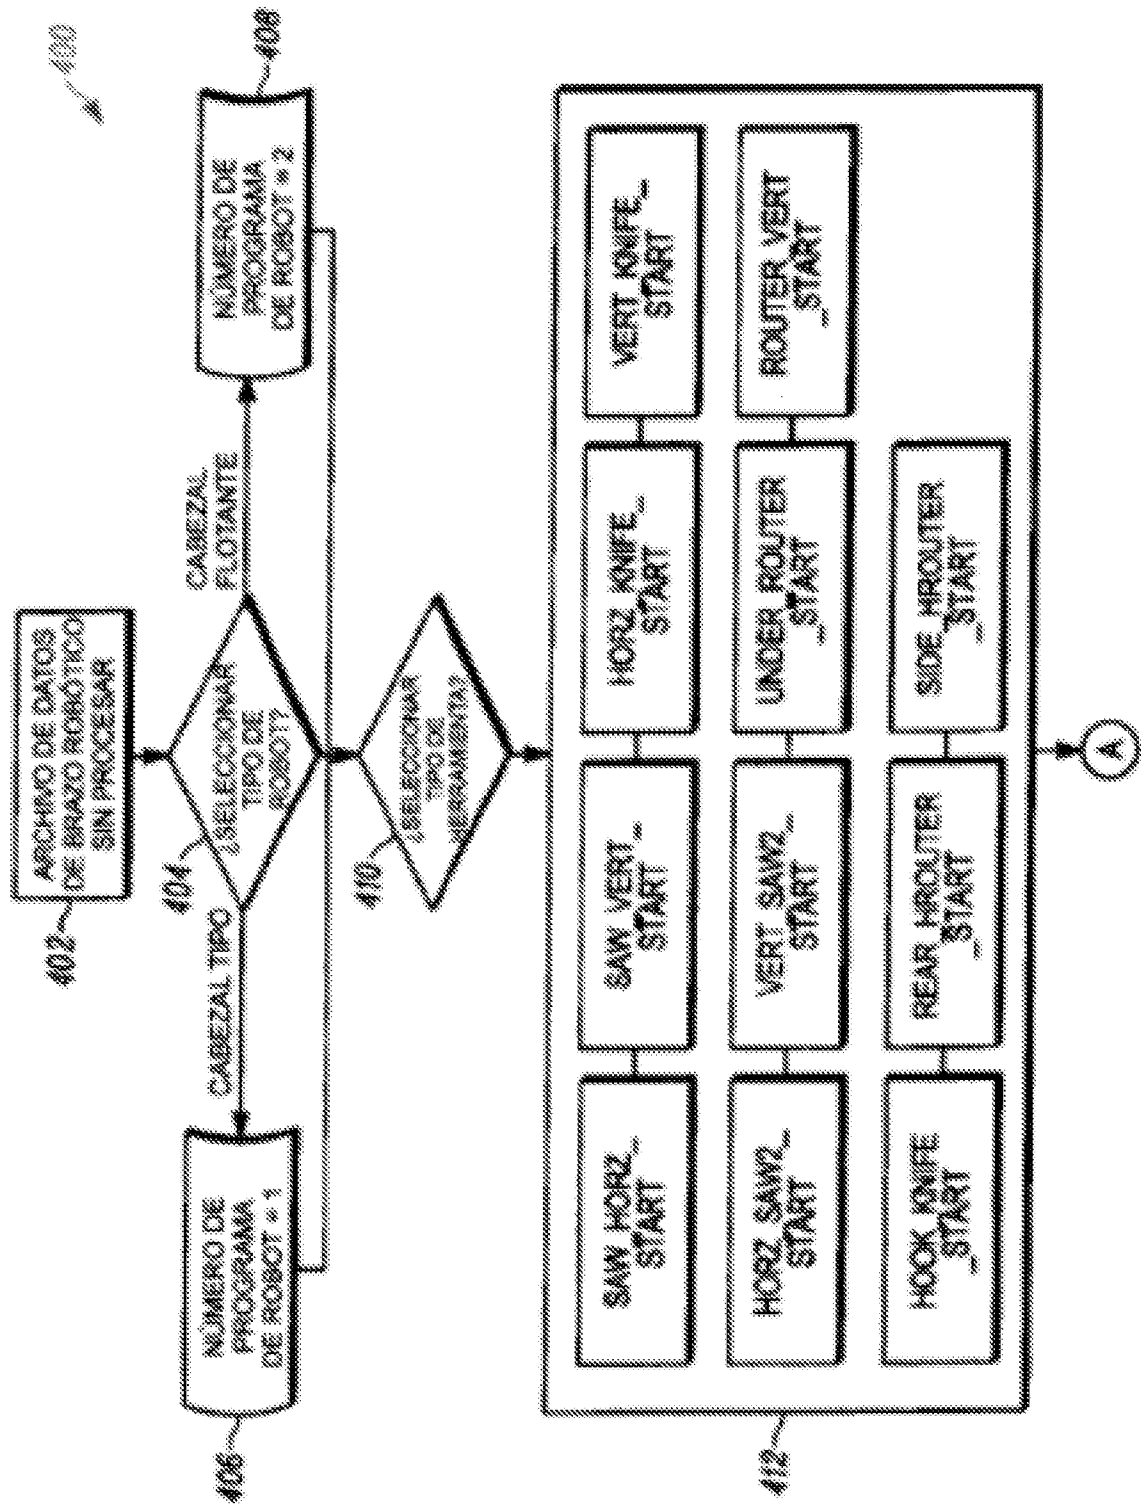 400
ARCHIVO DE DATOS
DE BRAZO ROBÓTICO
SIN PROCESAR
402
404
¿SELECCIONAR
TIPO DE
ROBOT?
CABEZAL TIPO
CABEZAL
FLOTANTE
NÚMERO DE
PROGRAMA
DE ROBOT = 1
406
NÚMERO DE
PROGRAMA
DE ROBOT = 2
408
410
¿SELECCIONAR
TIPO DE
HERRAMIENTA?
412
SAW_HORZ_
START
SAW_VERT_
START
HORZ_KNIFE_
START
VERT_KNIFE_
START
HORZ_SAW2_
START
VERT_SAW2_
START
UNDER_ROUTER
_START
ROUTER_VERT
_START
HOOK_KNIFE
_START
REAR_HROUTER
_START
SIDE_HROUTER
_START
A